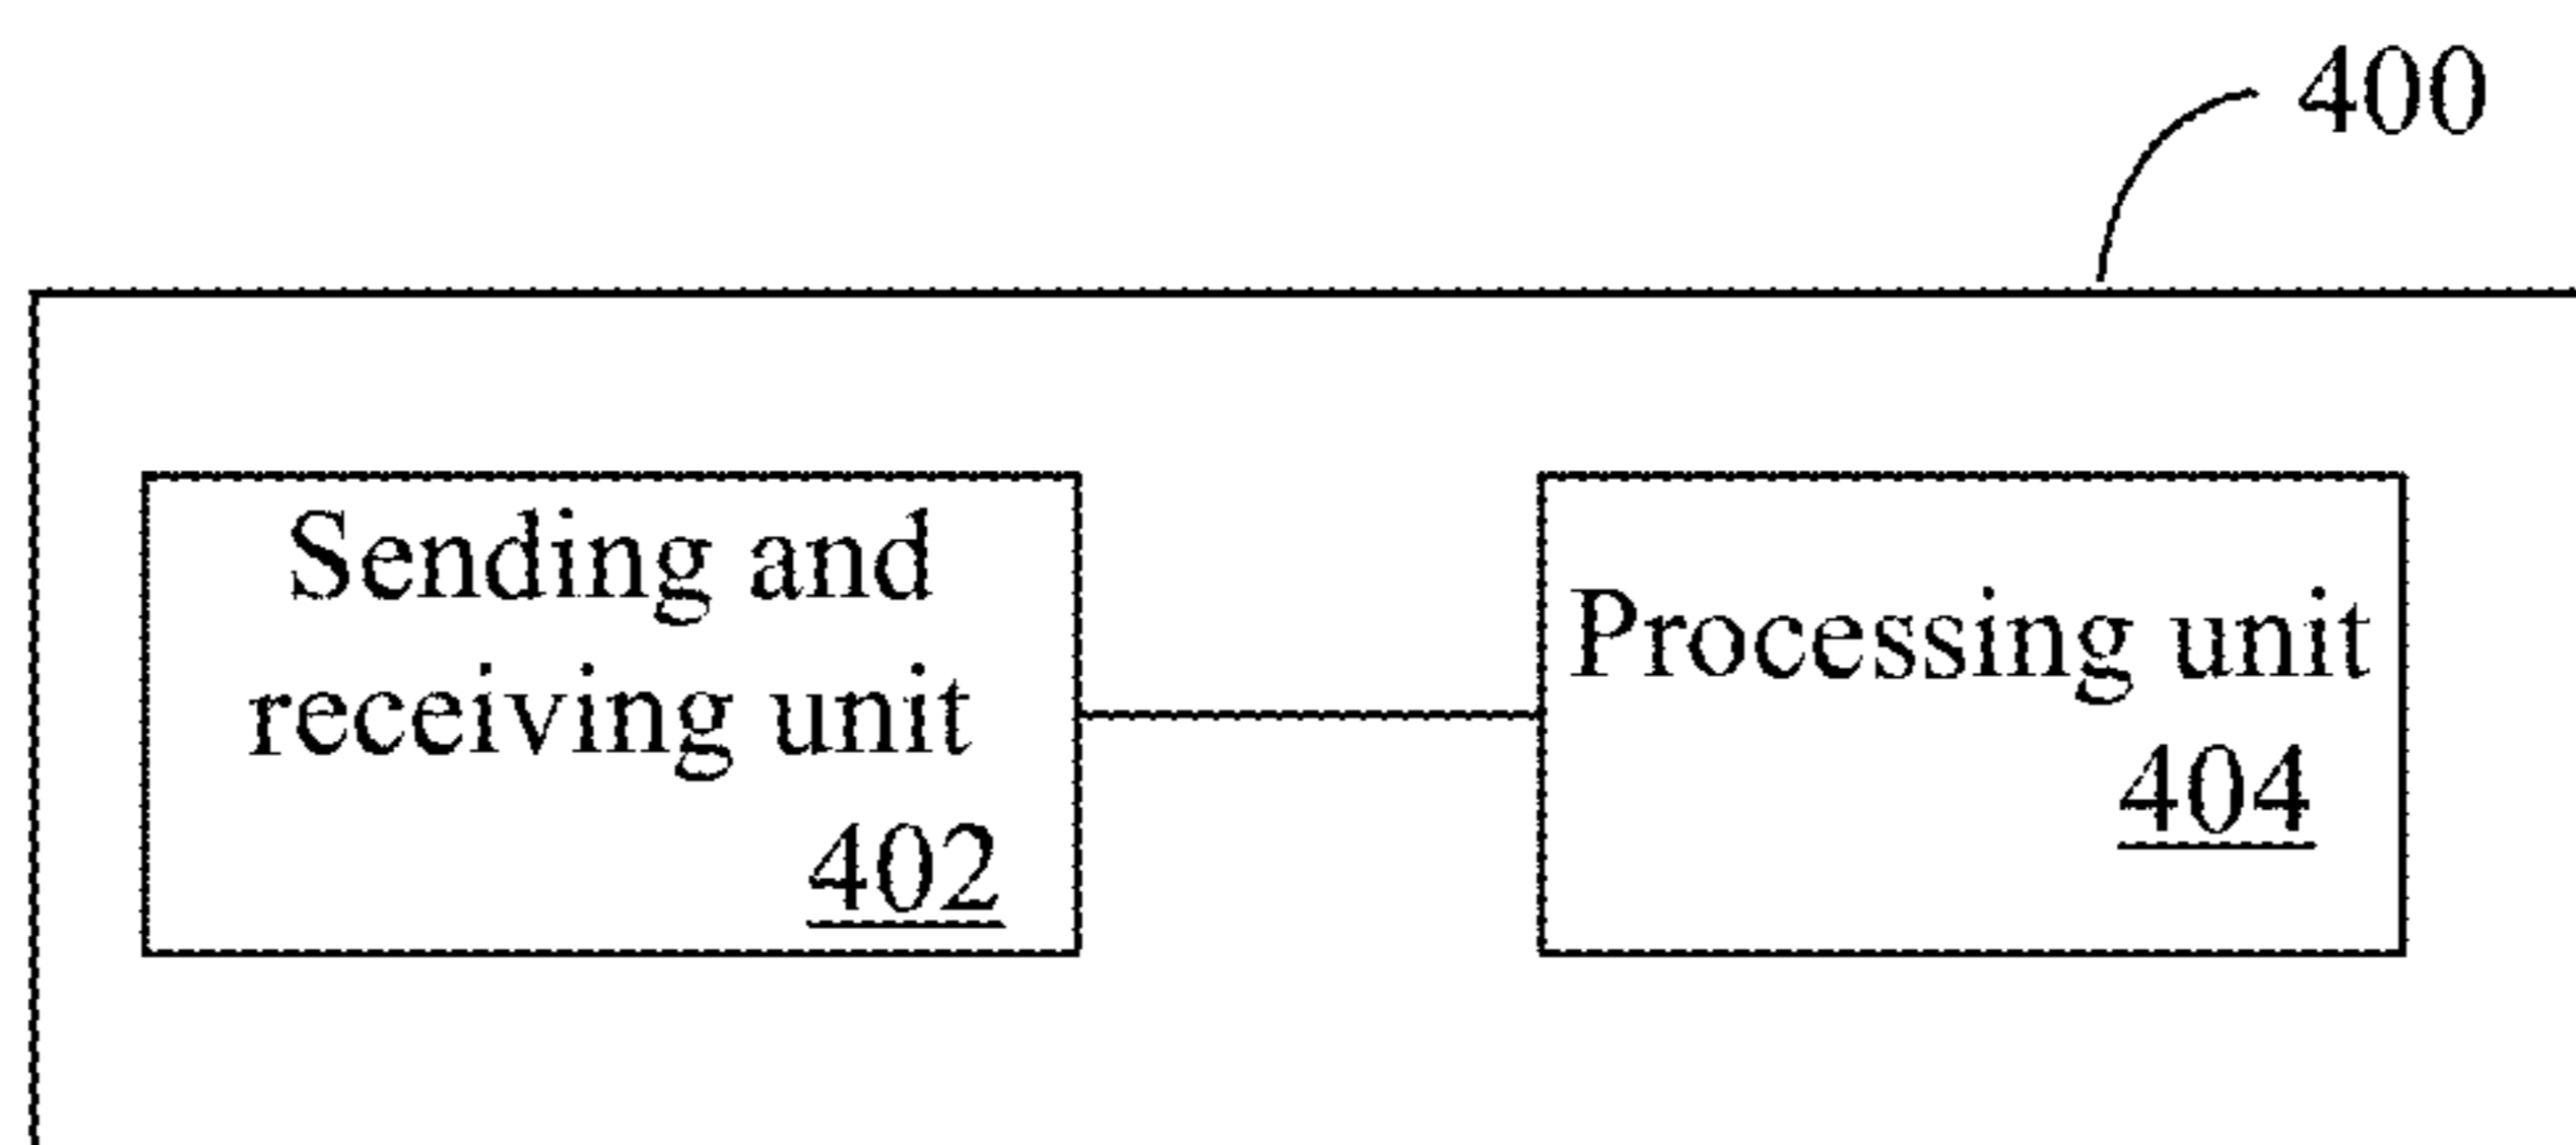 400
Sending and
receiving unit
402
Processing unit
404